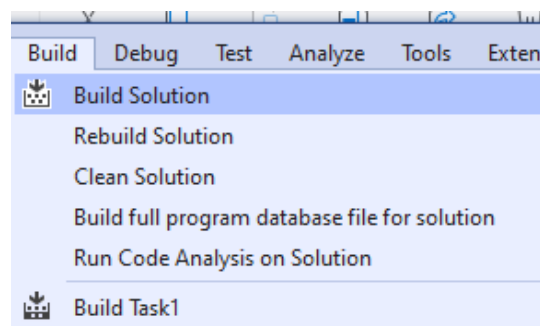 Build Debug Test Analyze Tools Exten
Build Solution
Rebuild Solution
Clean Solution
Build full program database file for solution
Run Code Analysis on Solution
Build Task1